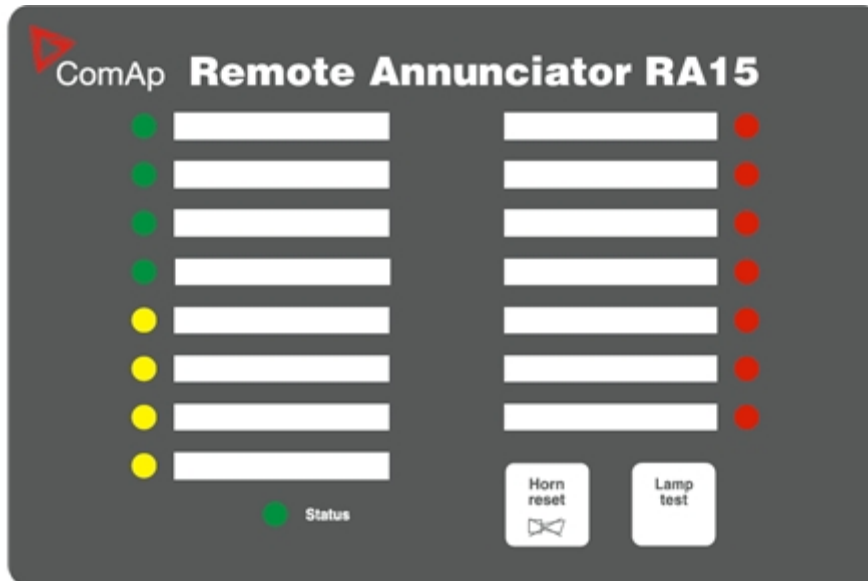 ComAp Remote Annunciator RA15
Horn
reset
Lamp
test
Status